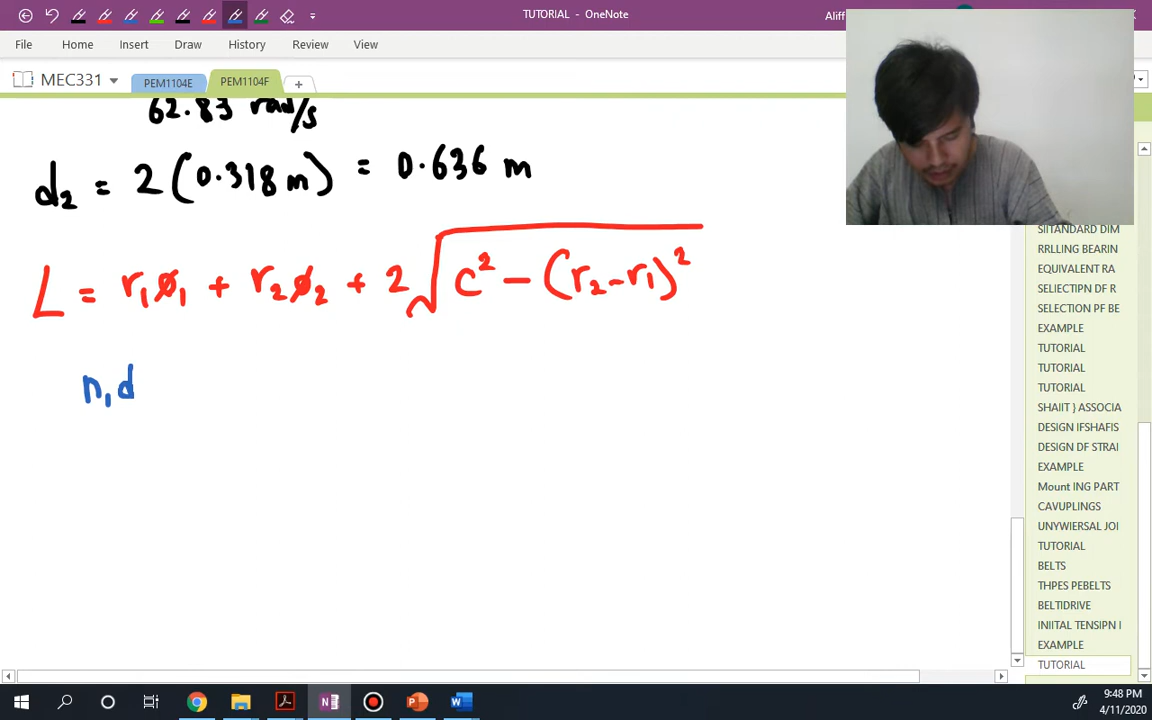 TUTORIAL - OneNote
Aliff
File Home Insert Draw History Review View
MEC331
PEM1104E
PEM1104F
62.83 rad/s
d₂ = 2 (0.318 m) = 0.636 m
L = r₁ø₁ + r₂ø₂ + 2√(c² − (r₂−r₁)²)
n₁d
SIITANDARD DIM
RRLLING BEARIN
EQUIVALENT RA
SELIECTIPN DF R
SELECTION PF BE
EXAMPLE
TUTORIAL
TUTORIAL
TUTORIAL
SHAIIT } ASSOCIA
DESIGN IFSHAFIS
DESIGN DF STRAI
EXAMPLE
Mount ING PART
CAVUPLINGS
UNYWIERSAL JOI
TUTORIAL
BELTS
THPES PEBELTS
BELTIDRIVE
INIITAL TENSIPN I
EXAMPLE
TUTORIAL
9:48 PM
4/11/2020